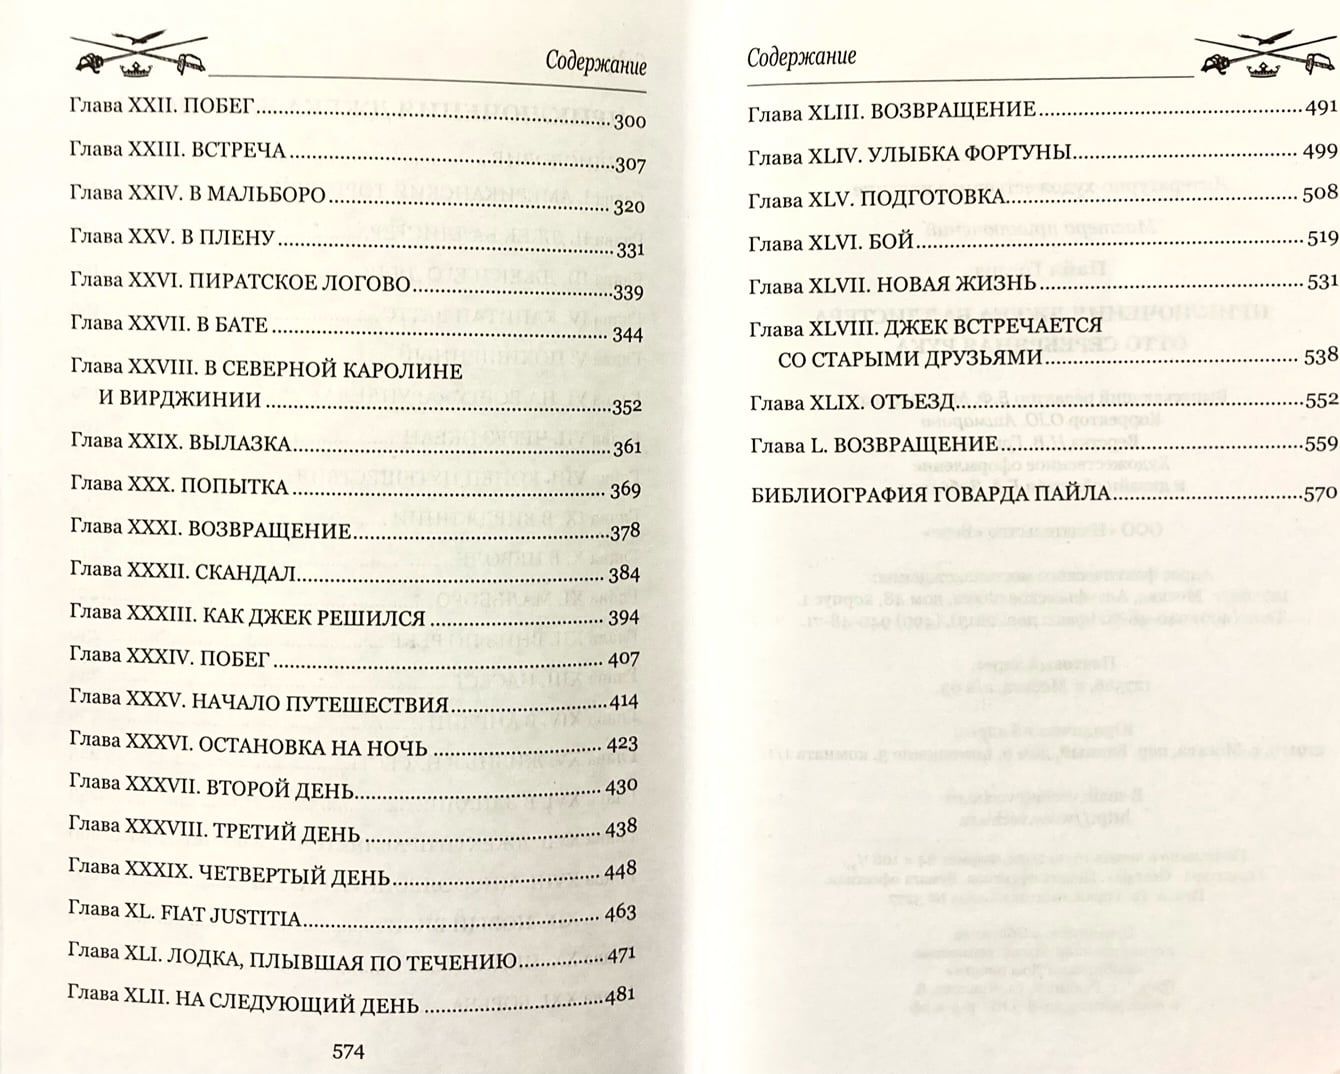 Содержание
Глава XXII. ПОБЕГ........300
Глава XXIII. ВСТРЕЧА........307
Глава XXIV. В МАЛЬБОРО........320
Глава XXV. В ПЛЕНУ........331
Глава XXVI. ПИРАТСКОЕ ЛОГОВО........339
Глава XXVII. В БАТЕ........344
Глава XXVIII. В СЕВЕРНОЙ КАРОЛИНЕ
И ВИРДЖИНИИ........352
Глава XXIX. ВЫЛАЗКА........361
Глава XXX. ПОПЫТКА........369
Глава XXXI. ВОЗВРАЩЕНИЕ........378
Глава XXXII. СКАНДАЛ........384
Глава XXXIII. КАК ДЖЕК РЕШИЛСЯ........394
Глава XXXIV. ПОБЕГ........407
Глава XXXV. НАЧАЛО ПУТЕШЕСТВИЯ........414
Глава XXXVI. ОСТАНОВКА НА НОЧЬ........423
Глава XXXVII. ВТОРОЙ ДЕНЬ........430
Глава XXXVIII. ТРЕТИЙ ДЕНЬ........438
Глава XXXIX. ЧЕТВЕРТЫЙ ДЕНЬ........448
Глава XL. FIAT JUSTITIA........463
Глава XLI. ЛОДКА, ПЛЫВШАЯ ПО ТЕЧЕНИЮ........471
Глава XLII. НА СЛЕДУЮЩИЙ ДЕНЬ........481
574
Содержание
Глава XLIII. ВОЗВРАЩЕНИЕ........491
Глава XLIV. УЛЫБКА ФОРТУНЫ........499
Глава XLV. ПОДГОТОВКА........508
Глава XLVI. БОЙ........519
Глава XLVII. НОВАЯ ЖИЗНЬ........531
Глава XLVIII. ДЖЕК ВСТРЕЧАЕТСЯ
СО СТАРЫМИ ДРУЗЬЯМИ........538
Глава XLIX. ОТЪЕЗД........552
Глава L. ВОЗВРАЩЕНИЕ........559
БИБЛИОГРАФИЯ ГОВАРДА ПАЙЛА........570